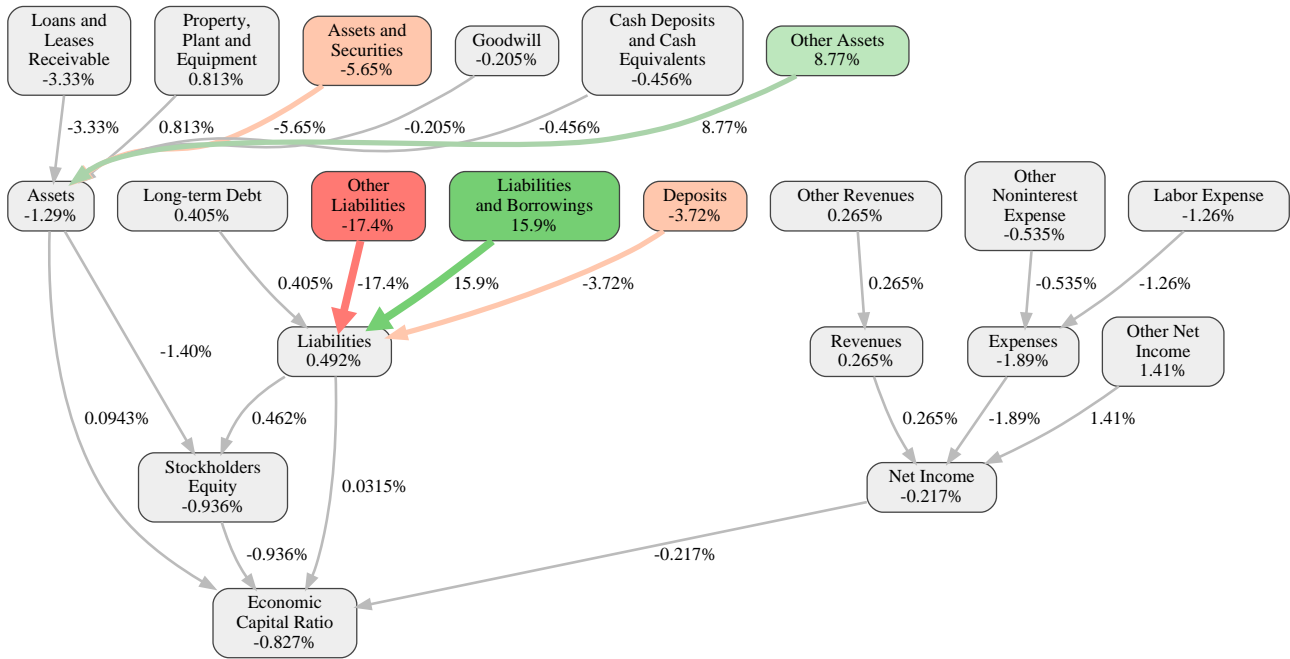 Loans and
Leases
Receivable
-3.33%
Property,
Plant and
Equipment
0.813%
Assets and
Securities
-5.65%
Goodwill
-0.205%
Cash Deposits
and Cash
Equivalents
-0.456%
Other Assets
8.77%
-3.33%
0.813%
-5.65%
-0.205%
-0.456%
8.77%
Assets
-1.29%
Long-term Debt
0.405%
Other
Liabilities
-17.4%
Liabilities
and Borrowings
15.9%
Deposits
-3.72%
Other Revenues
0.265%
Other
Noninterest
Expense
-0.535%
Labor Expense
-1.26%
0.405%
-17.4%
15.9%
-3.72%
0.265%
-0.535%
-1.26%
Liabilities
0.492%
Revenues
0.265%
Expenses
-1.89%
Other Net
Income
1.41%
-1.40%
0.0943%
0.462%
0.265%
-1.89%
1.41%
Stockholders
Equity
-0.936%
0.0315%
Net Income
-0.217%
-0.936%
-0.217%
Economic
Capital Ratio
-0.827%